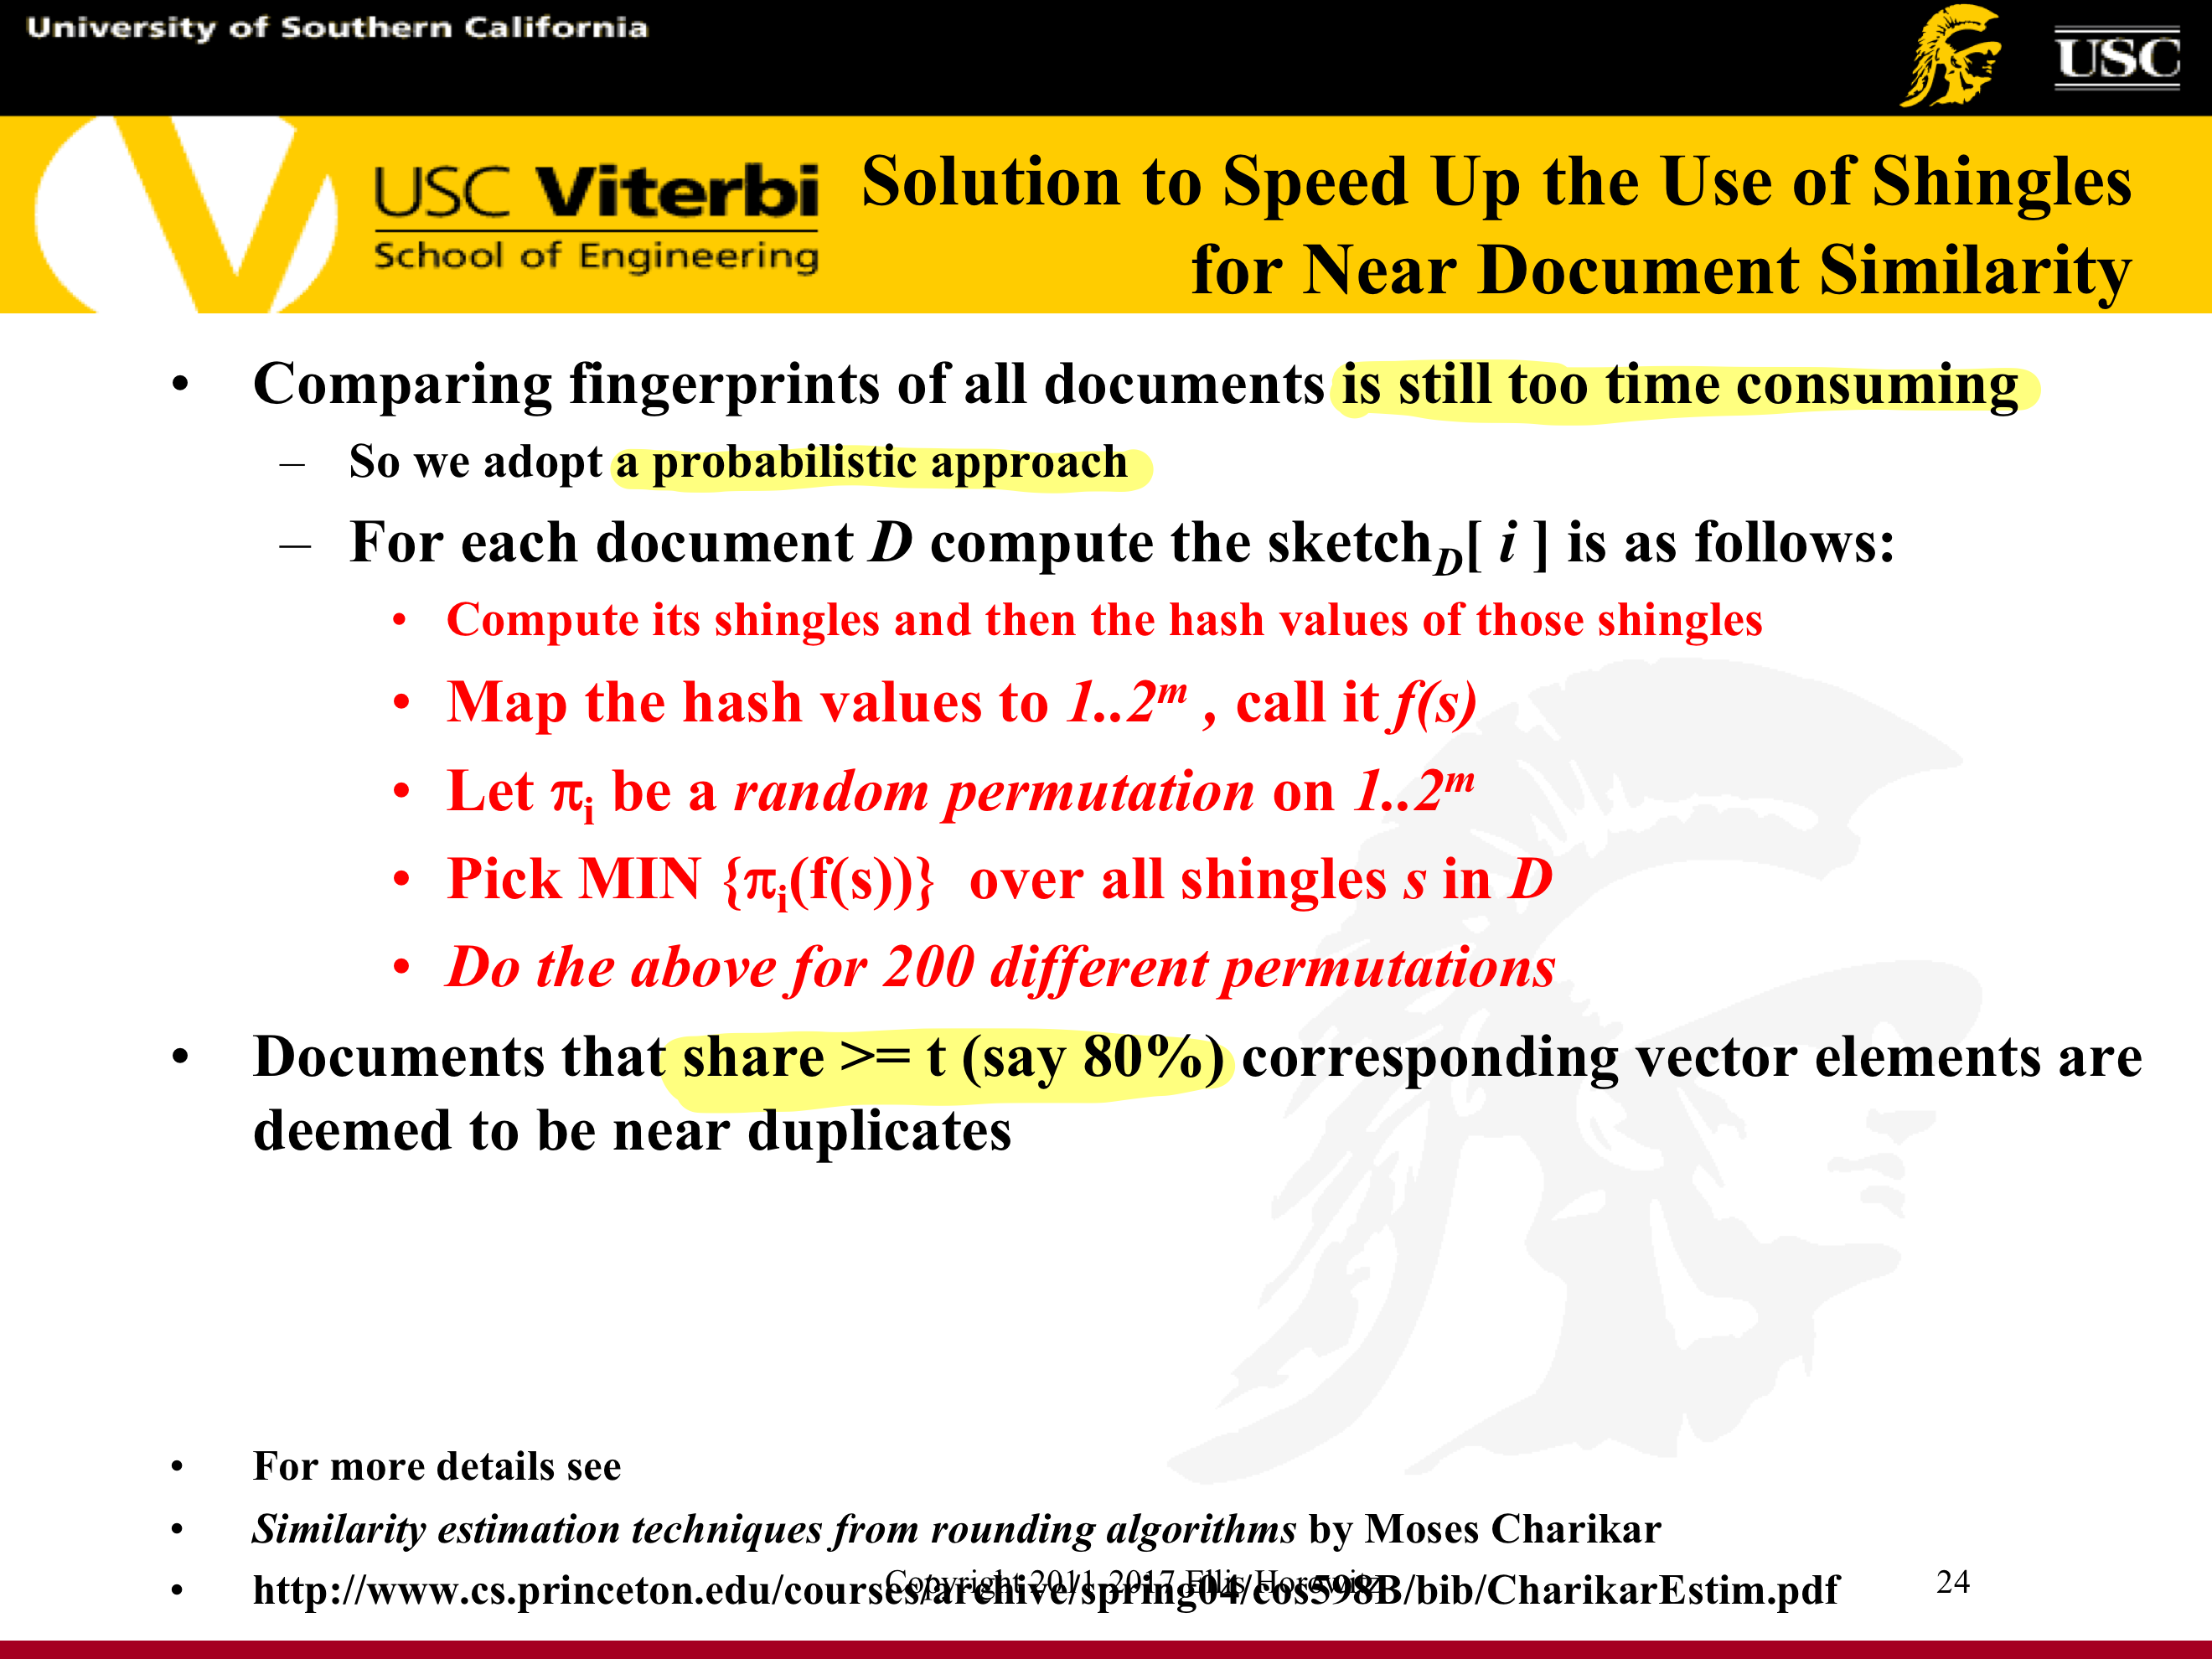 University of Southern California
USC
USC Viterbi
School of Engineering
Solution to Speed Up the Use of Shingles
for Near Document Similarity
• Comparing fingerprints of all documents is still too time consuming
– So we adopt a probabilistic approach
– For each document D compute the sketch_D[ i ] is as follows:
• Compute its shingles and then the hash values of those shingles
• Map the hash values to 1..2^m , call it f(s)
• Let π_i be a random permutation on 1..2^m
• Pick MIN {π_i(f(s))} over all shingles s in D
• Do the above for 200 different permutations
• Documents that share >= t (say 80%) corresponding vector elements are
deemed to be near duplicates
• For more details see
• Similarity estimation techniques from rounding algorithms by Moses Charikar
• http://www.cs.princeton.edu/courses/archive/spring04/cos598B/bib/CharikarEstim.pdf
Copyright 2011-2017 Ellis Horowitz
24